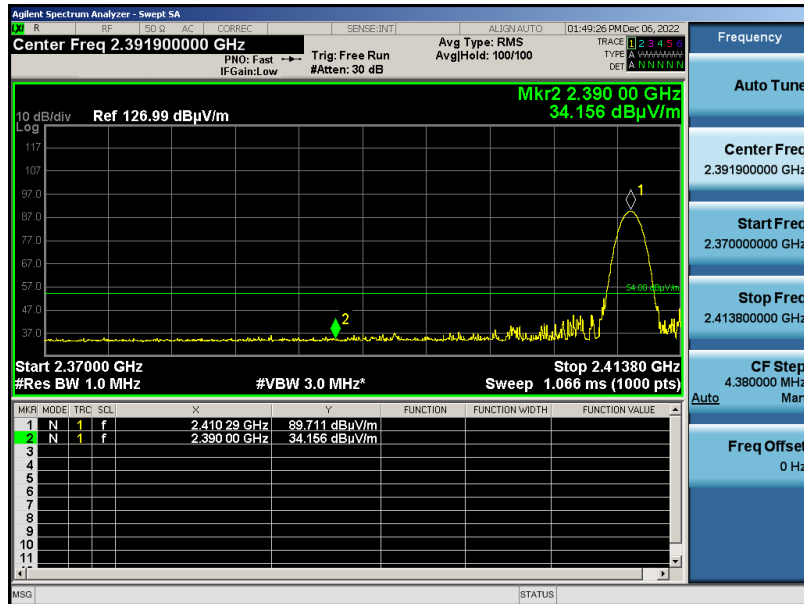 Agilent Spectrum Analyzer - Swept SA
LXI R RF 50 Ω AC CORREC SENSE:INT ALIGN AUTO 01:49:26 PM Dec 06, 2022
Center Freq 2.391900000 GHz
PNO: Fast
IFGain:Low
Trig: Free Run
#Atten: 30 dB
Avg Type: RMS
Avg|Hold: 100/100
TRACE 1 2 3 4 5 6
TYPE A WWWWW
DET A N N N N N
Mkr2 2.390 00 GHz
34.156 dBµV/m
10 dB/div Ref 126.99 dBµV/m
Log
117
107
97.0
87.0
77.0
67.0
57.0
47.0
37.0
1
2
54.00 dBµV/m
Start 2.37000 GHz Stop 2.41380 GHz
#Res BW 1.0 MHz #VBW 3.0 MHz* Sweep 1.066 ms (1000 pts)
MKR MODE TRC SCL X Y FUNCTION FUNCTION WIDTH FUNCTION VALUE
1 N 1 f 2.410 29 GHz 89.711 dBµV/m
2 N 1 f 2.390 00 GHz 34.156 dBµV/m
3
4
5
6
7
8
9
10
11
MSG STATUS
Frequency
Auto Tune
Center Freq
2.391900000 GHz
Start Freq
2.370000000 GHz
Stop Freq
2.413800000 GHz
CF Step
4.380000 MHz
Auto Man
Freq Offset
0 Hz